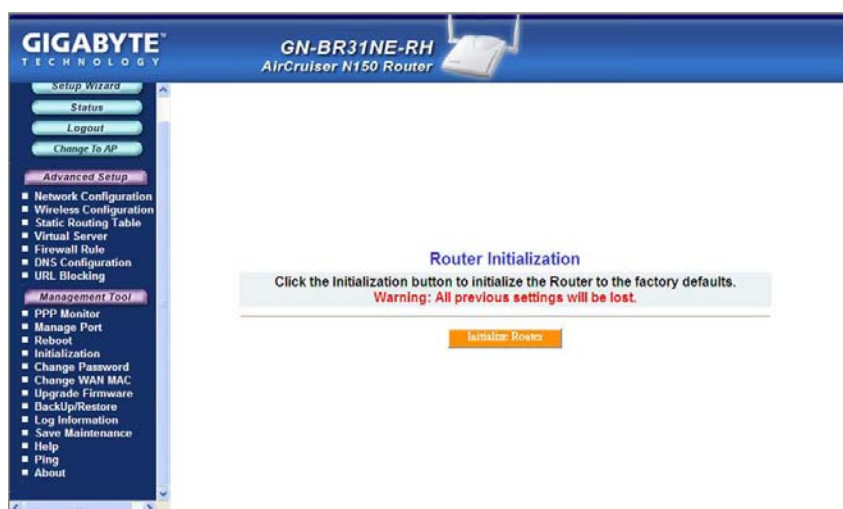 GIGABYTE™
TECHNOLOGY
GN-BR31NE-RH
AirCruiser N150 Router
Setup Wizard
Status
Logout
Change To AP
Advanced Setup
Network Configuration
Wireless Configuration
Static Routing Table
Virtual Server
Firewall Rule
DNS Configuration
URL Blocking
Management Tool
PPP Monitor
Manage Port
Reboot
Initialization
Change Password
Change WAN MAC
Upgrade Firmware
BackUp/Restore
Log Information
Save Maintenance
Help
Ping
About
Router Initialization
Click the Initialization button to initialize the Router to the factory defaults.
Warning: All previous settings will be lost.
Initialize Router